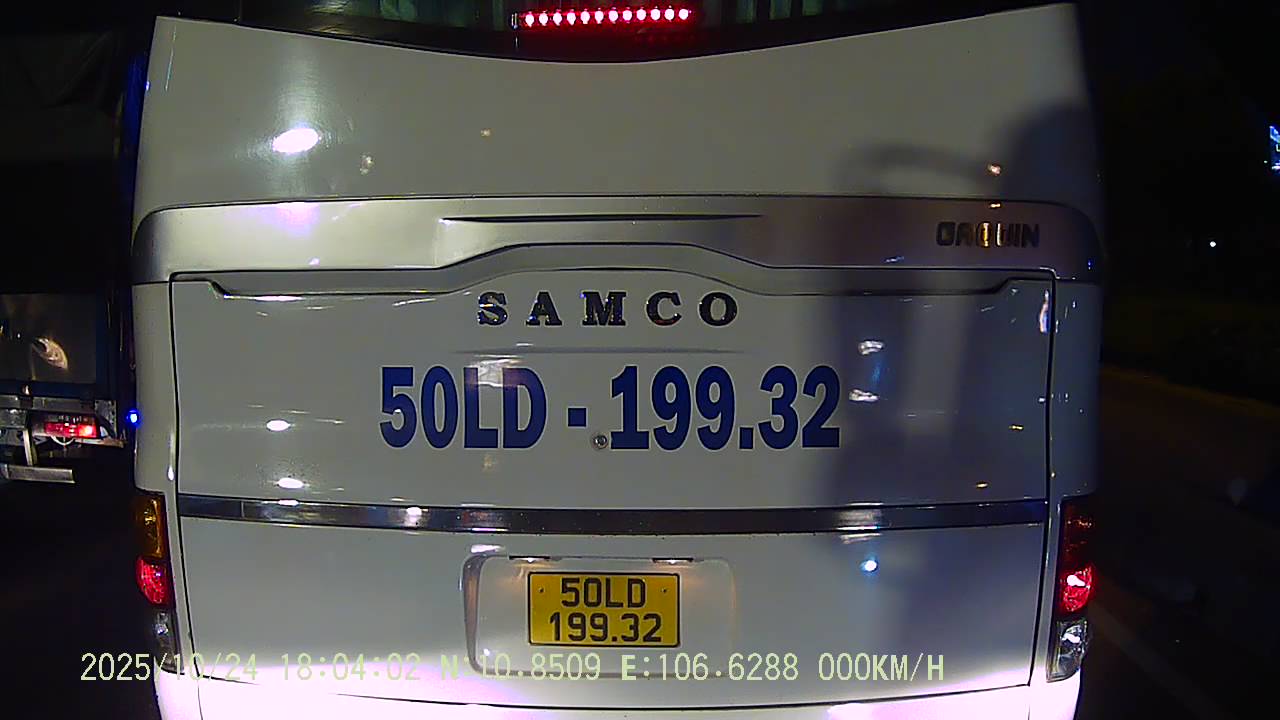 SAMCO
50LD - 199.32
50LD
199.32
2025/10/24 18:04:02 N:10.8509 E:106.6288 000KM/H